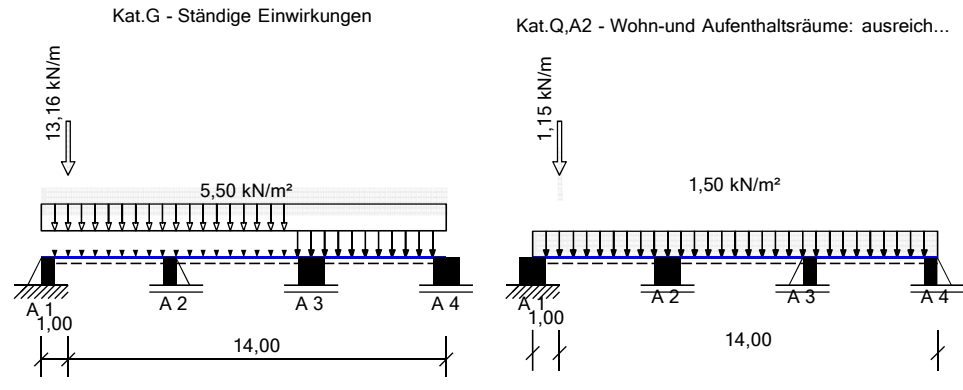 Kat.G - Ständige Einwirkungen
13,16 kN/m
5,50 kN/m²
A 1
A 2
A 3
A 4
1,00
14,00
Kat.Q,A2 - Wohn-und Aufenthaltsräume: ausreich...
1,15 kN/m
1,50 kN/m²
A 1
A 2
A 3
A 4
1,00
14,00